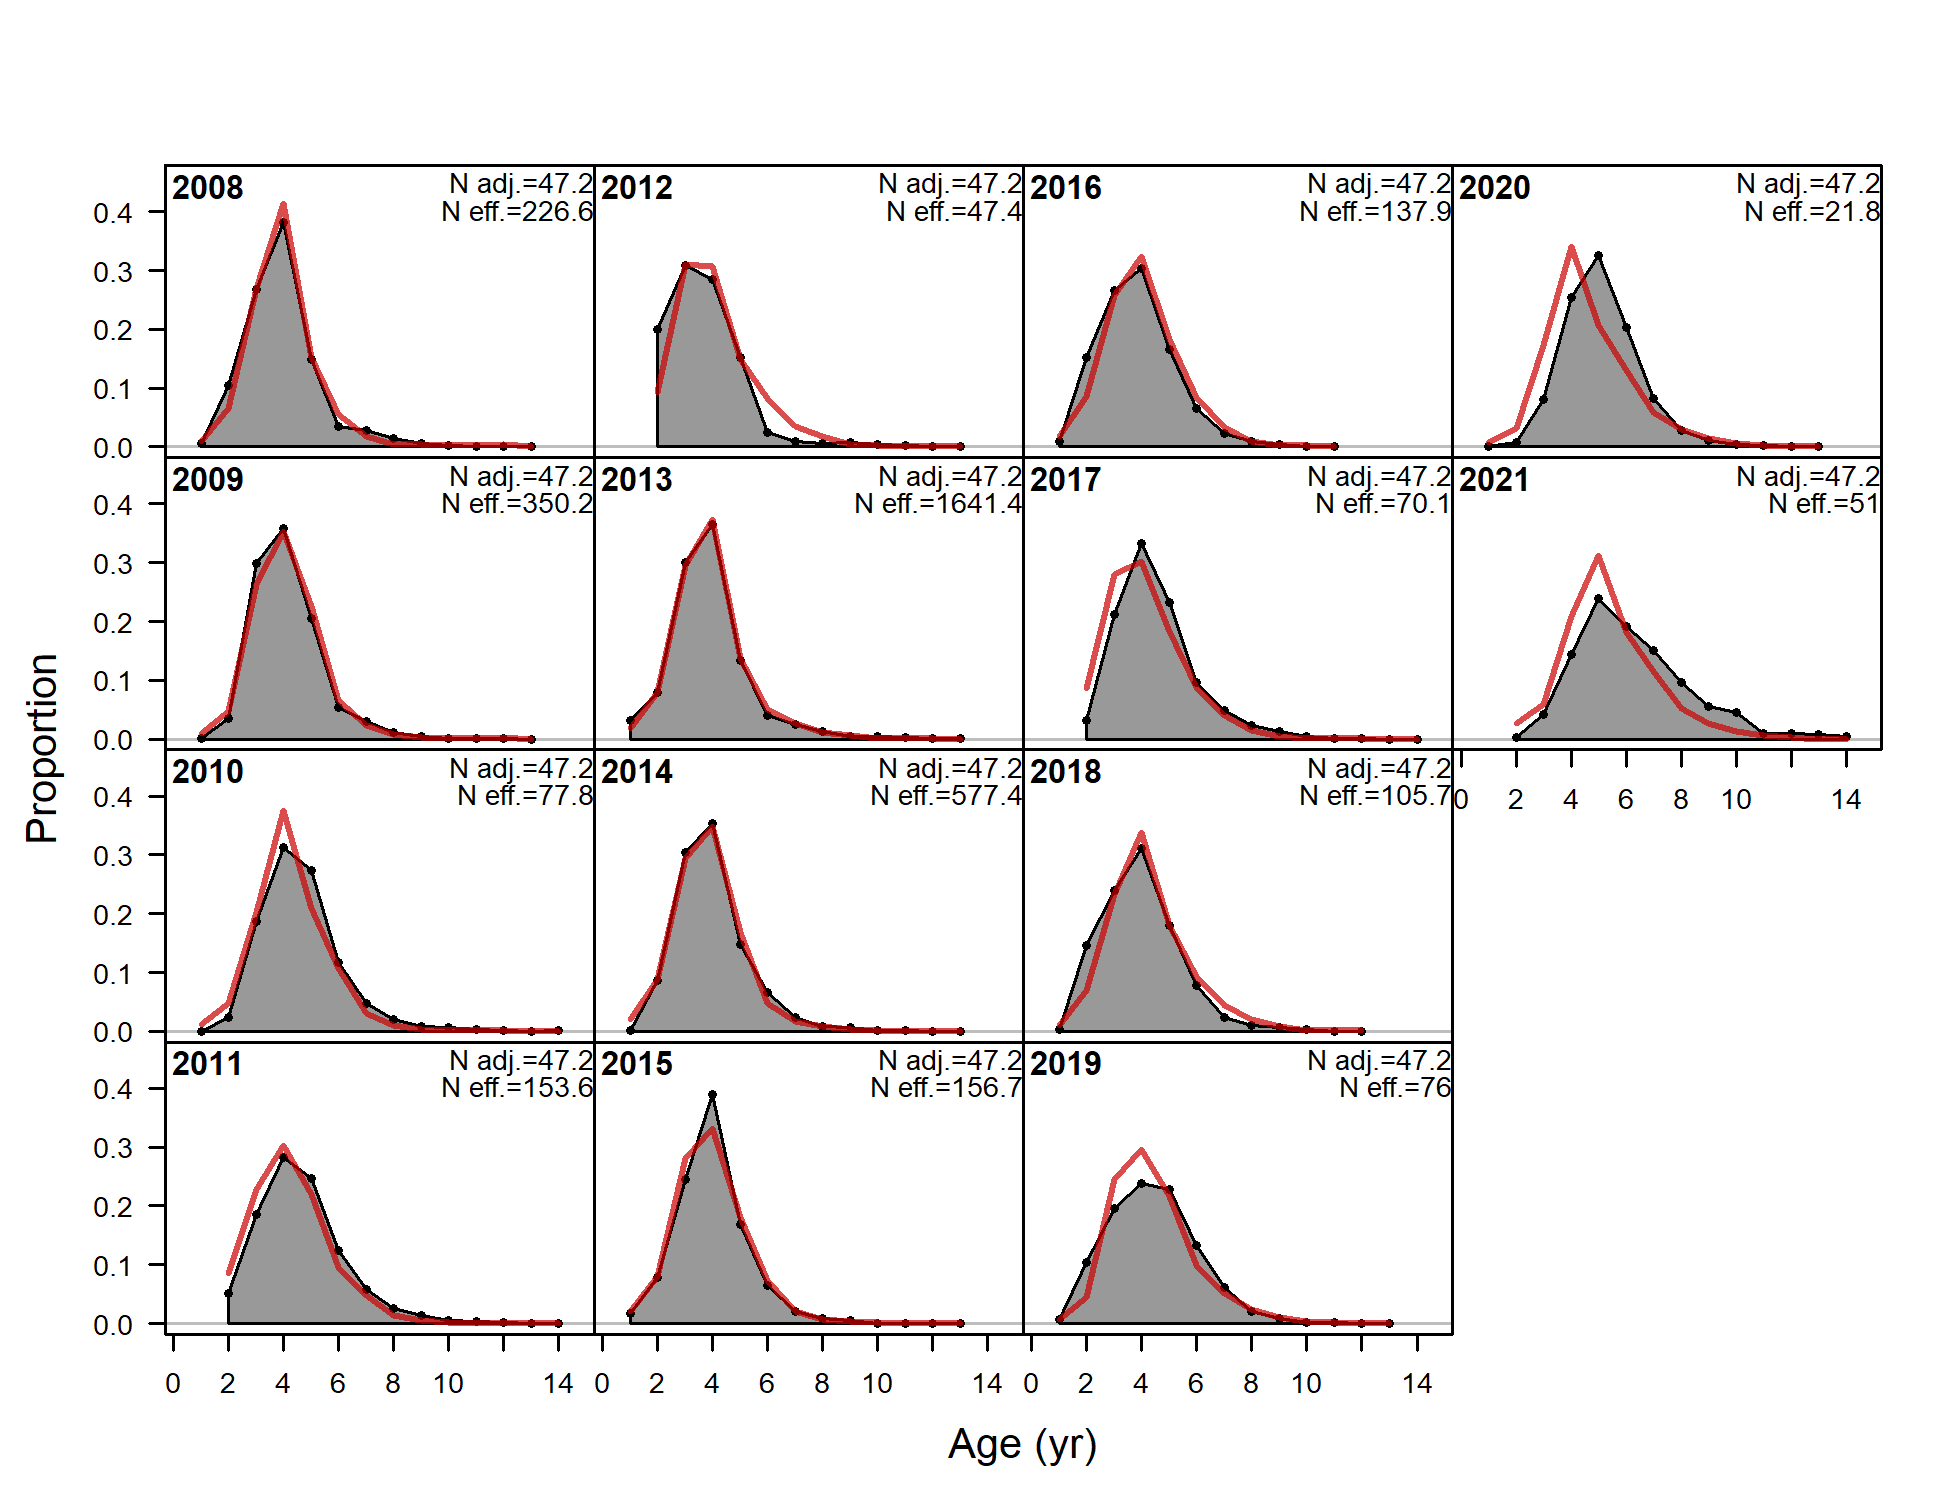 Proportion
2008
N adj.=47.2
N eff.=226.6
2012
N adj.=47.2
N eff.=47.4
2016
N adj.=47.2
N eff.=137.9
2020
N adj.=47.2
N eff.=21.8
0.4
0.3
0.2
0.1
0.0
2009
N adj.=47.2
N eff.=350.2
2013
N adj.=47.2
N eff.=1641.4
2017
N adj.=47.2
N eff.=70.1
2021
N adj.=47.2
N eff.=51
0.4
0.3
0.2
0.1
0.0
2010
N adj.=47.2
N eff.=77.8
2014
N adj.=47.2
N eff.=577.4
2018
N adj.=47.2
N eff.=105.7
0 2 4 6 8 10 14
0.4
0.3
0.2
0.1
0.0
2011
N adj.=47.2
N eff.=153.6
2015
N adj.=47.2
N eff.=156.7
2019
N adj.=47.2
N eff.=76
0.4
0.3
0.2
0.1
0.0
0 2 4 6 8 10 14 0 2 4 6 8 10 14 0 2 4 6 8 10 14
Age (yr)